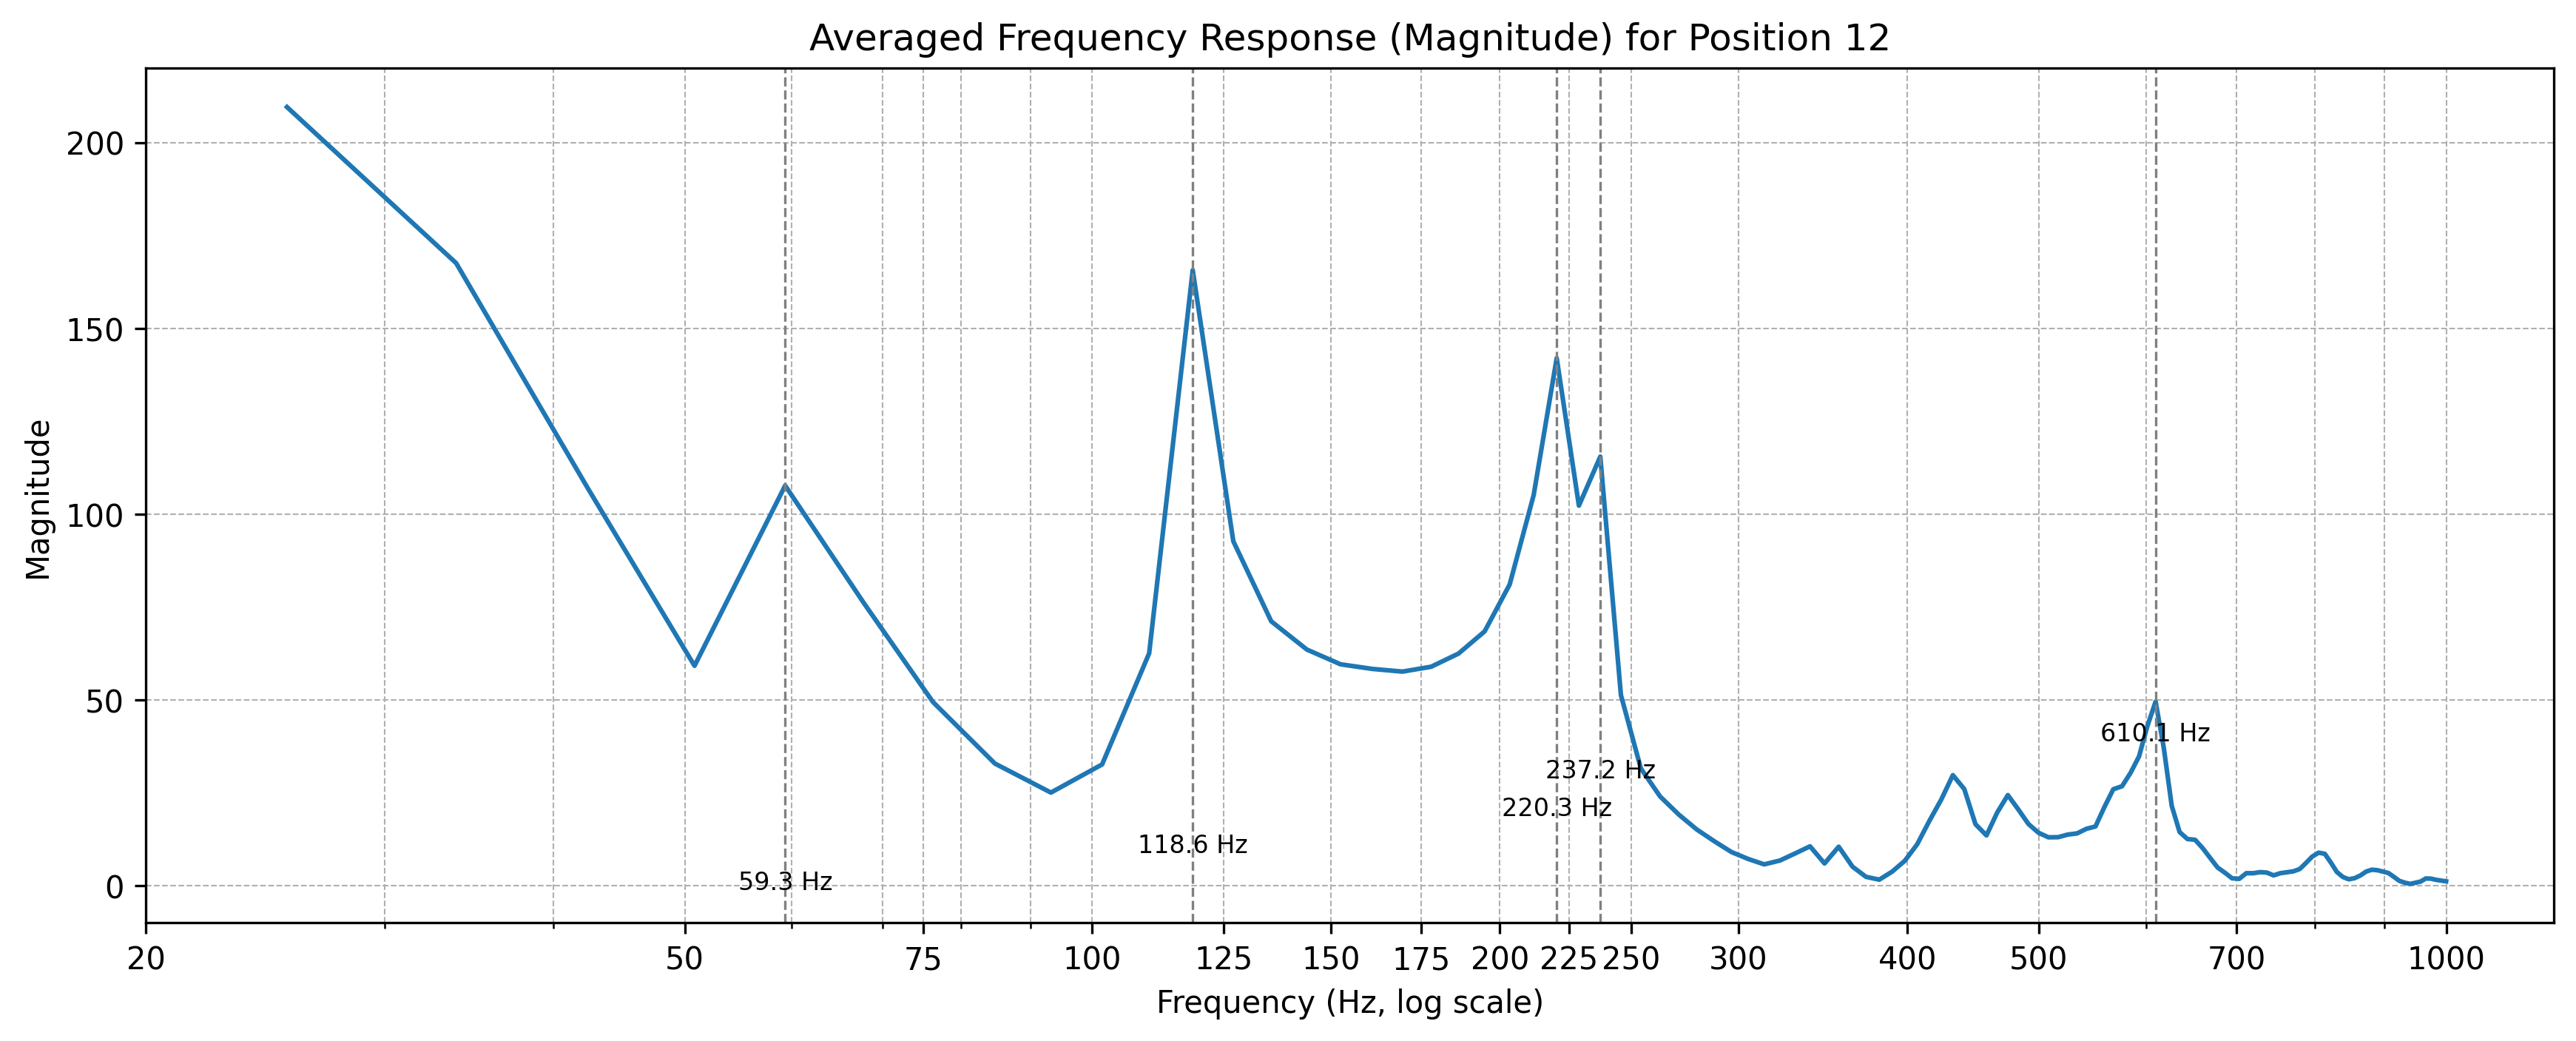 Averaged Frequency Response (Magnitude) for Position 12
200
150
100
50
0
Magnitude
610.1 Hz
237.2 Hz
220.3 Hz
118.6 Hz
59.3 Hz
20 50 75 100 125 150 175 200 225 250 300 400 500 700 1000
Frequency (Hz, log scale)